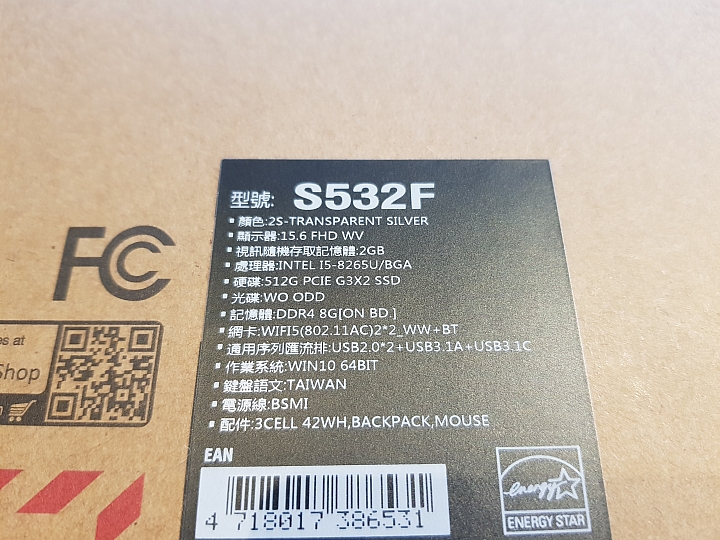 FC
型號: S532F
▪ 顏色:2S-TRANSPARENT SILVER
▪ 顯示器:15.6 FHD WV
▪ 視訊隨機存取記憶體:2GB
▪ 處理器:INTEL I5-8265U/BGA
▪ 硬碟:512G PCIE G3X2 SSD
▪ 光碟:WO ODD
▪ 記憶體:DDR4 8G[ON BD.]
▪ 網卡:WIFI5(802.11AC)2*2_WW+BT
▪ 通用序列匯流排:USB2.0*2+USB3.1A+USB3.1C
▪ 作業系統:WIN10 64BIT
▪ 鍵盤語文:TAIWAN
▪ 電源線:BSMI
▪ 配件:3CELL 42WH,BACKPACK,MOUSE
es at
Shop
EAN
4 718017 386531
energy
ENERGY STAR